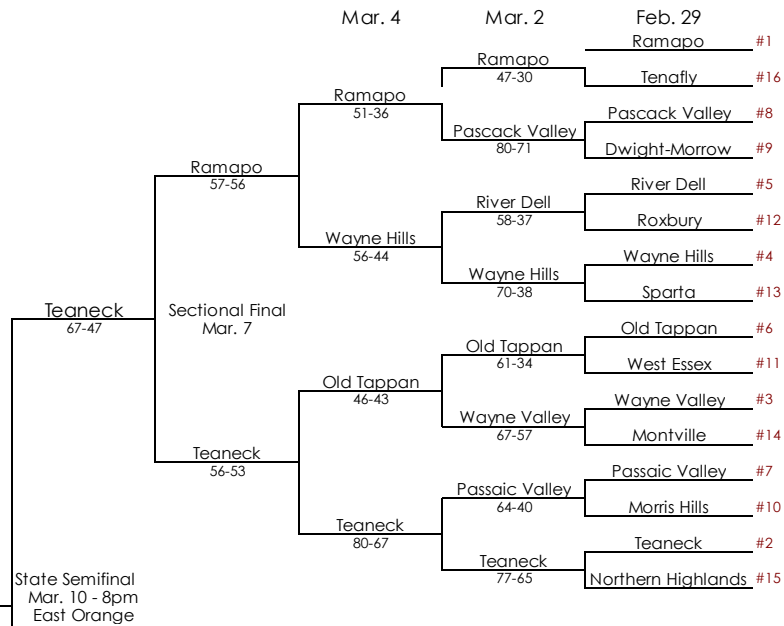 Mar. 4 Mar. 2 Feb. 29
Ramapo #1
Ramapo
47-30
Tenafly #16
Ramapo
51-36
Pascack Valley #8
Pascack Valley
80-71
Dwight-Morrow #9
Ramapo
57-56
River Dell #5
River Dell
58-37
Roxbury #12
Wayne Hills
56-44
Wayne Hills #4
Wayne Hills
70-38
Sparta #13
Teaneck
67-47
Sectional Final
Mar. 7
Old Tappan #6
Old Tappan
61-34
West Essex #11
Old Tappan
46-43
Wayne Valley #3
Wayne Valley
67-57
Montville #14
Teaneck
56-53
Passaic Valley #7
Passaic Valley
64-40
Morris Hills #10
Teaneck
80-67
Teaneck #2
Teaneck
77-65
Northern Highlands #15
State Semifinal
Mar. 10 - 8pm
East Orange